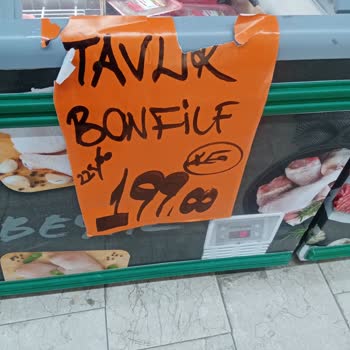 TAVUK
BONFİLE
KG
199,00